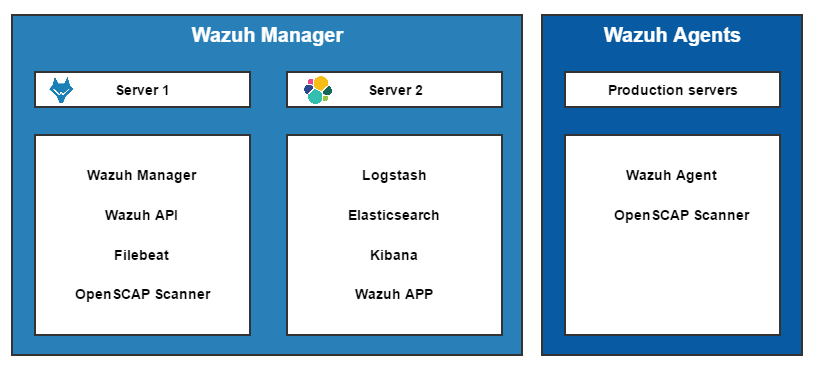 Wazuh Manager
Server 1
Wazuh Manager
Wazuh API
Filebeat
OpenSCAP Scanner
Server 2
Logstash
Elasticsearch
Kibana
Wazuh APP
Wazuh Agents
Production servers
Wazuh Agent
OpenSCAP Scanner